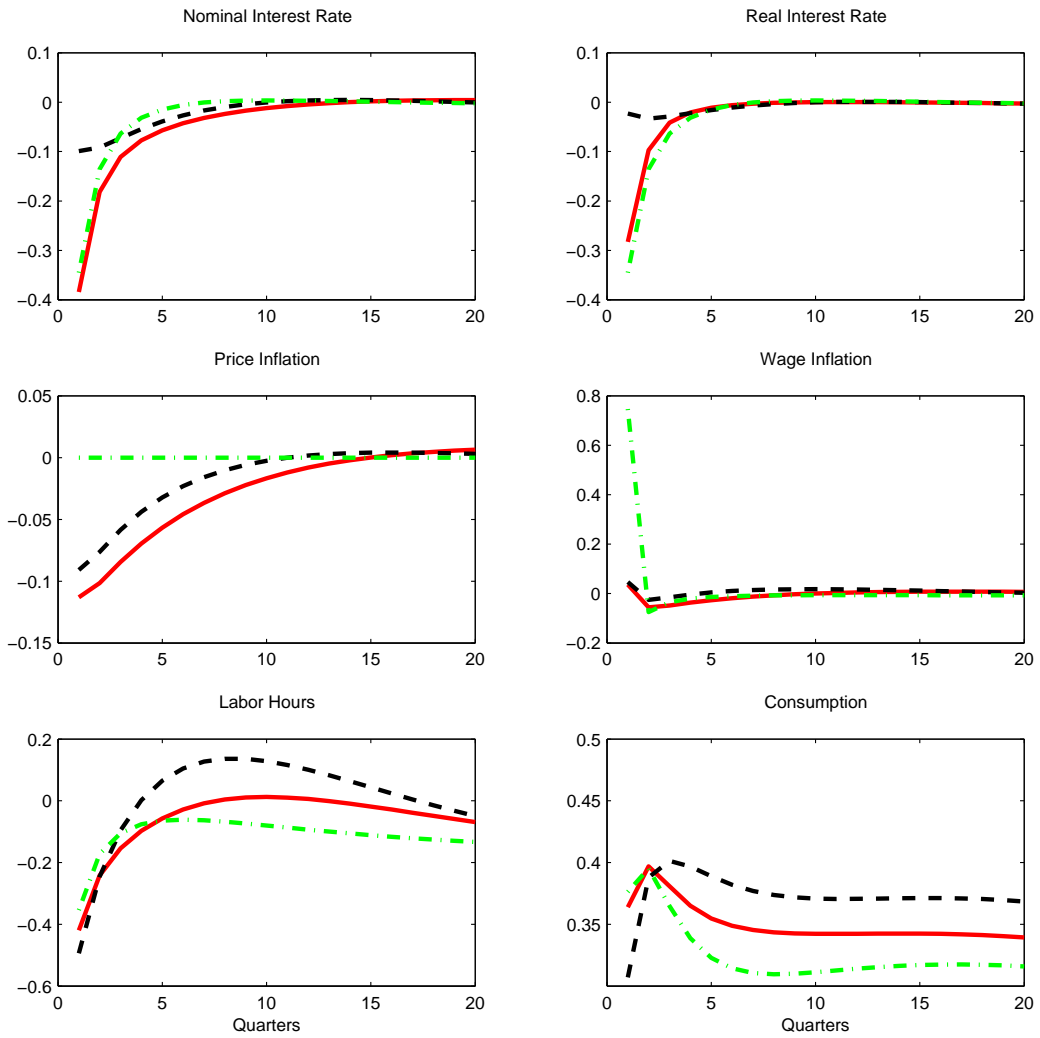 Nominal Interest Rate
Real Interest Rate
0.1
0
−0.1
−0.2
−0.3
−0.4
0 5 10 15 20
0.1
0
−0.1
−0.2
−0.3
−0.4
0 5 10 15 20
Price Inflation
Wage Inflation
0.05
0
−0.05
−0.1
−0.15
0 5 10 15 20
0.8
0.6
0.4
0.2
0
−0.2
0 5 10 15 20
Labor Hours
Consumption
0.2
0
−0.2
−0.4
−0.6
0 5 10 15 20
Quarters
0.5
0.45
0.4
0.35
0 5 10 15 20
Quarters